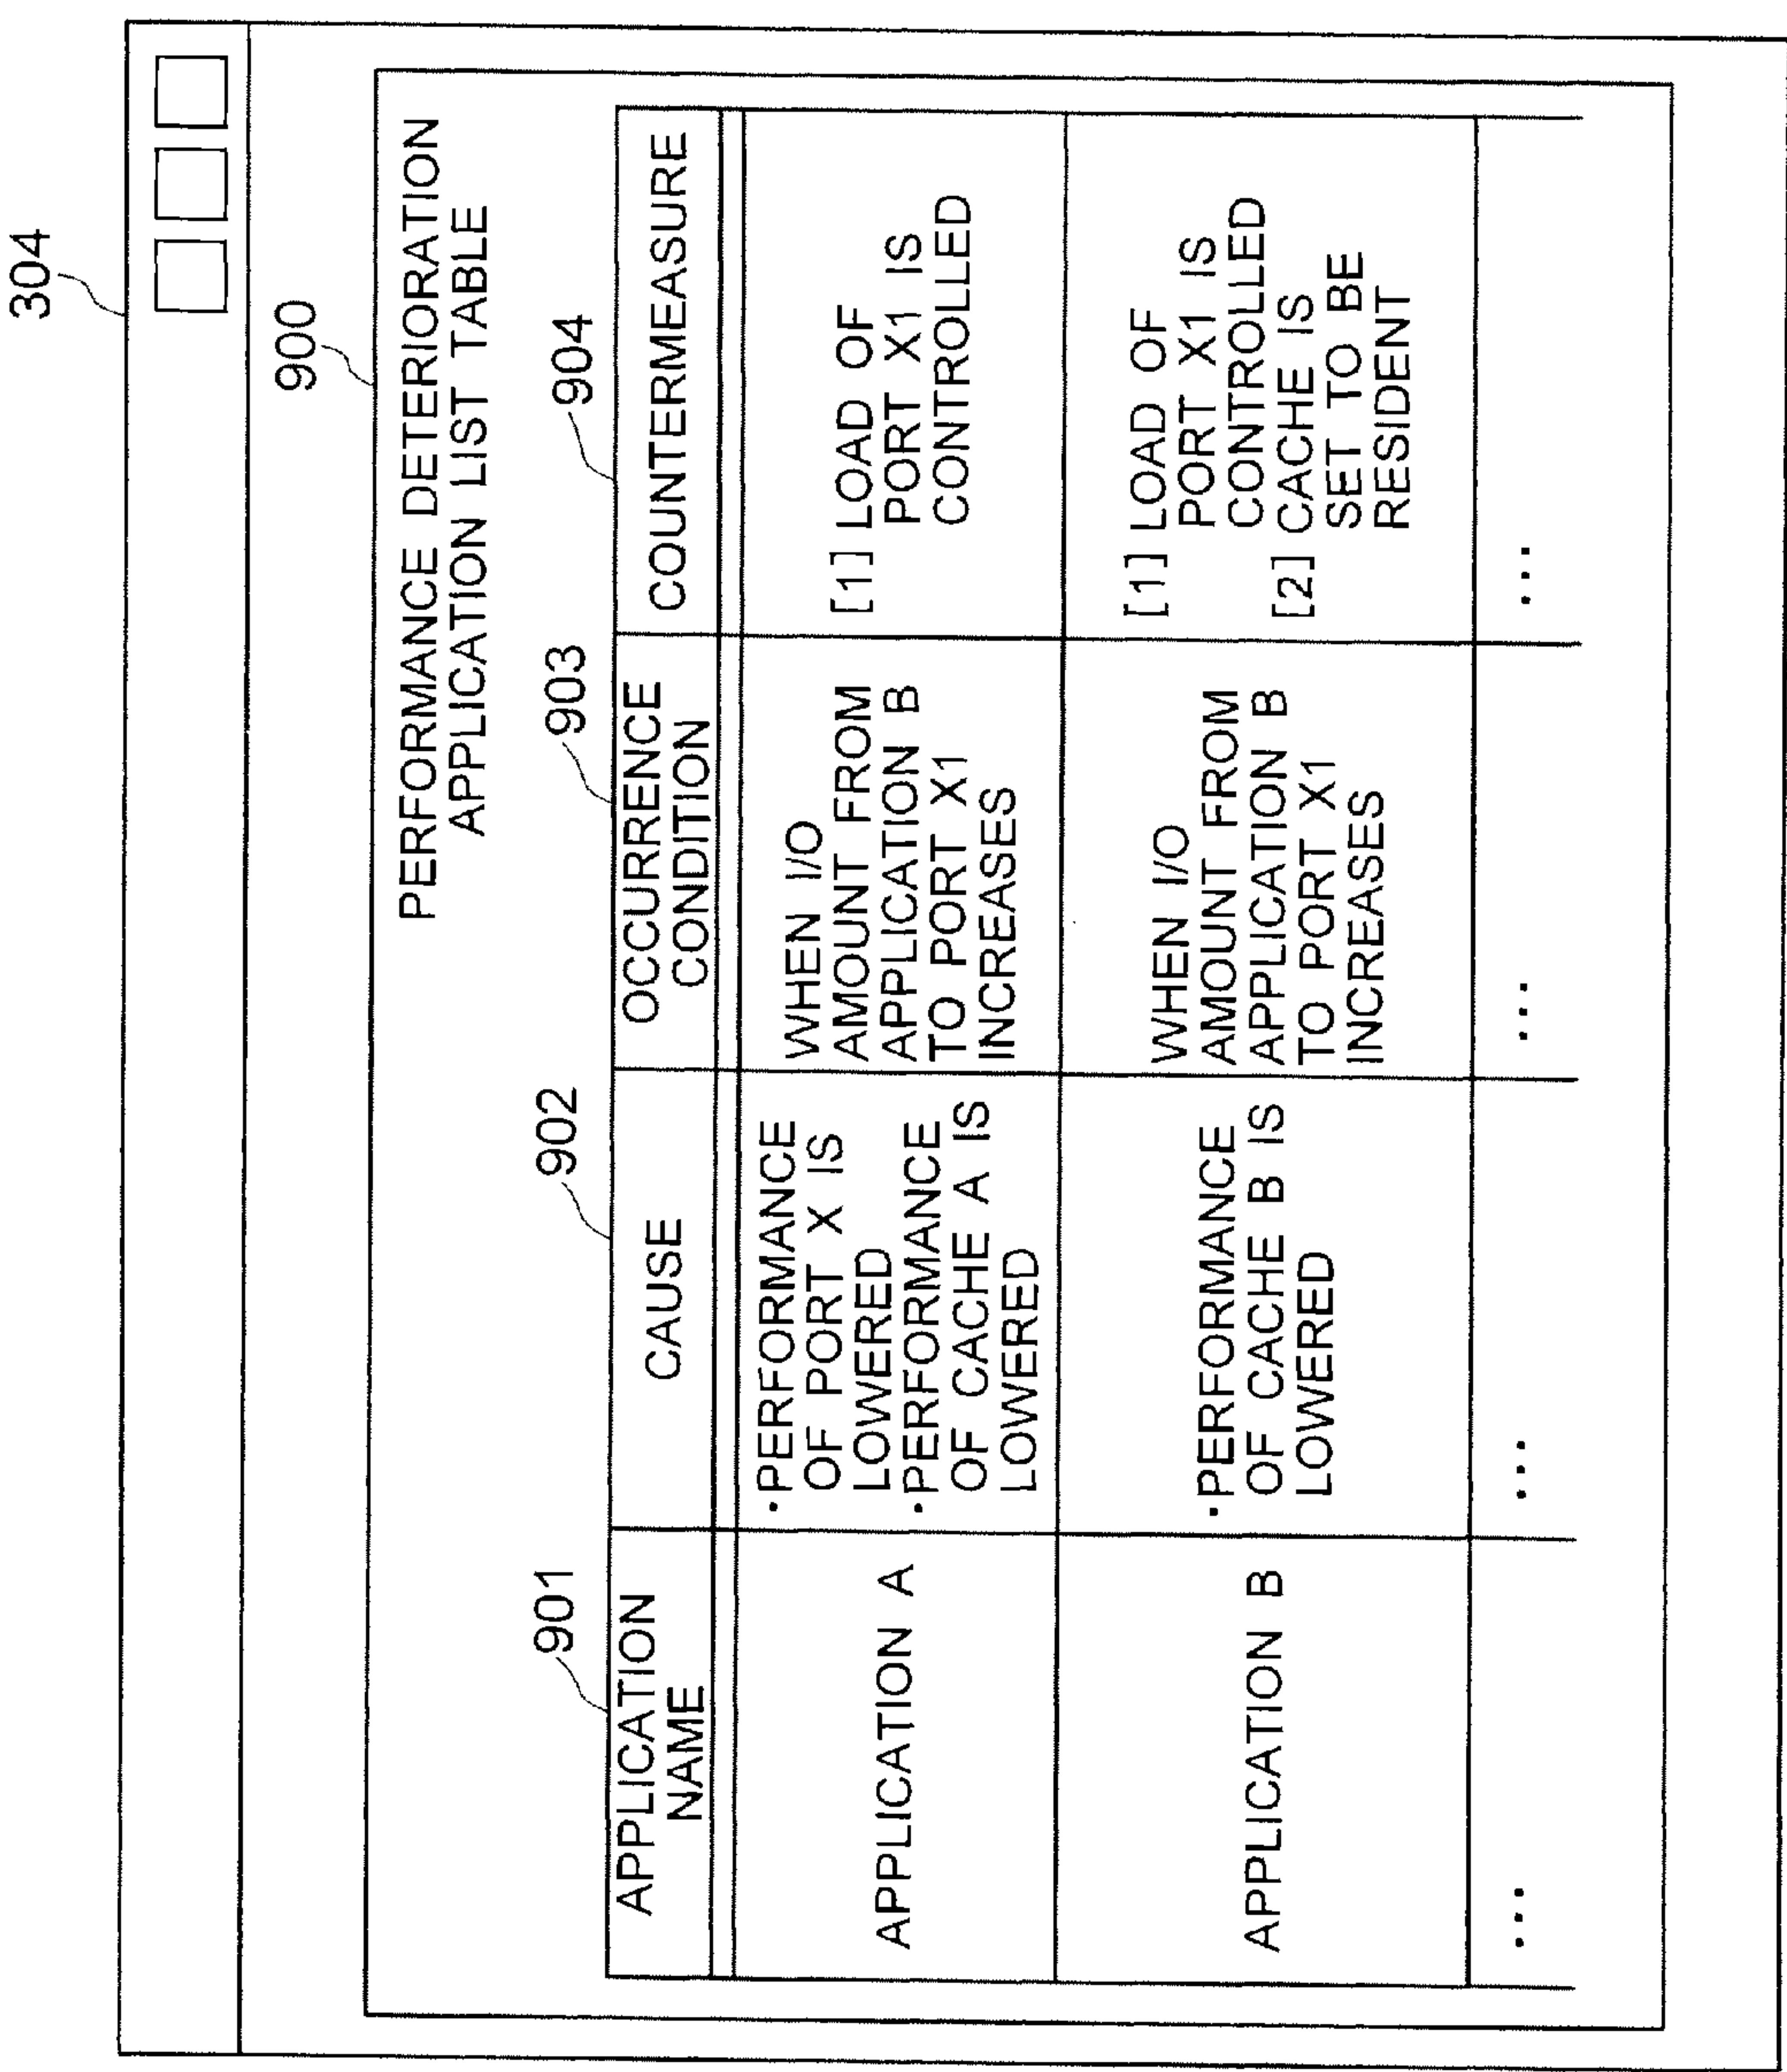 304
900
PERFORMANCE DETERIORATION
APPLICATION LIST TABLE
901
902
903
904
APPLICATION
NAME
CAUSE
OCCURRENCE
CONDITION
COUNTERMEASURE
APPLICATION A
•PERFORMANCE
OF PORT X IS
LOWERED
•PERFORMANCE
OF CACHE A IS
LOWERED
WHEN I/O
AMOUNT FROM
APPLICATION B
TO PORT X1
INCREASES
[1] LOAD OF
PORT X1 IS
CONTROLLED
APPLICATION B
•PERFORMANCE
OF CACHE B IS
LOWERED
WHEN I/O
AMOUNT FROM
APPLICATION B
TO PORT X1
INCREASES
[1] LOAD OF
PORT X1 IS
CONTROLLED
[2] CACHE IS
SET TO BE
RESIDENT
...
...
...
...